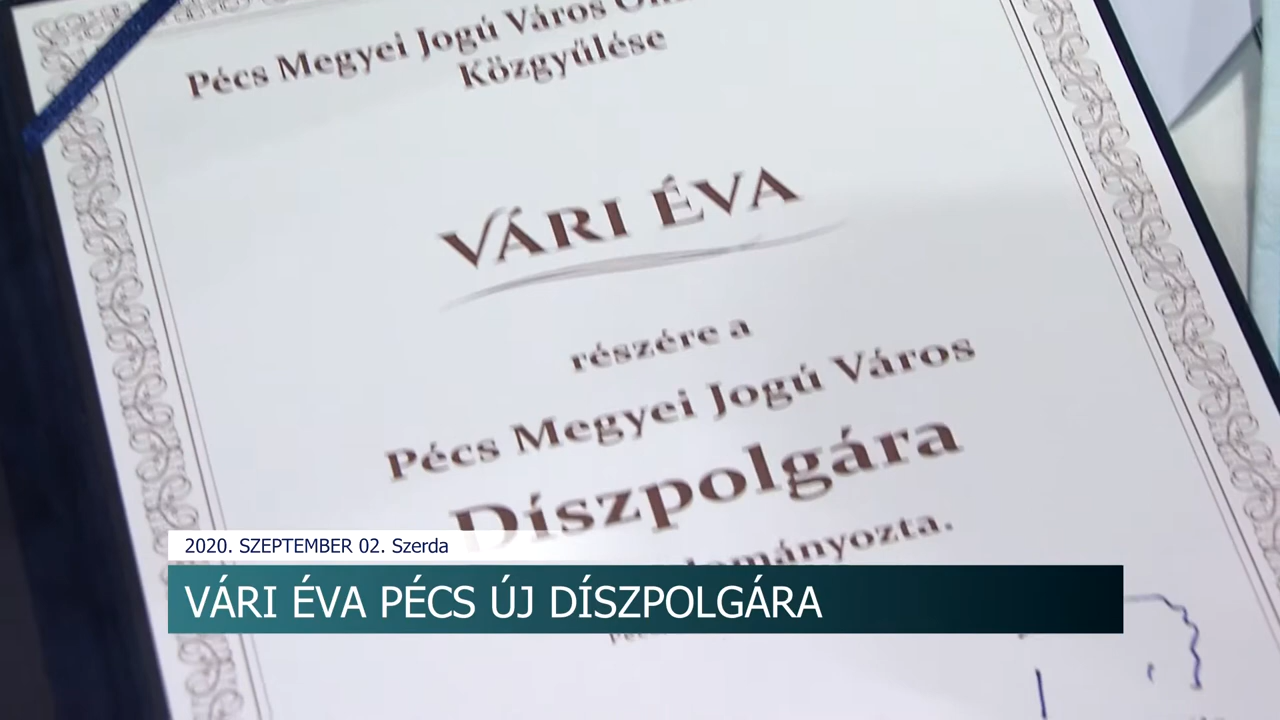 Pécs Megyei Jogú Város
Közgyűlése
VÁRI ÉVA
részére a
Pécs Megyei Jogú Város
Díszpolgára
2020. SZEPTEMBER 02. Szerda
VÁRI ÉVA PÉCS ÚJ DÍSZPOLGÁRA